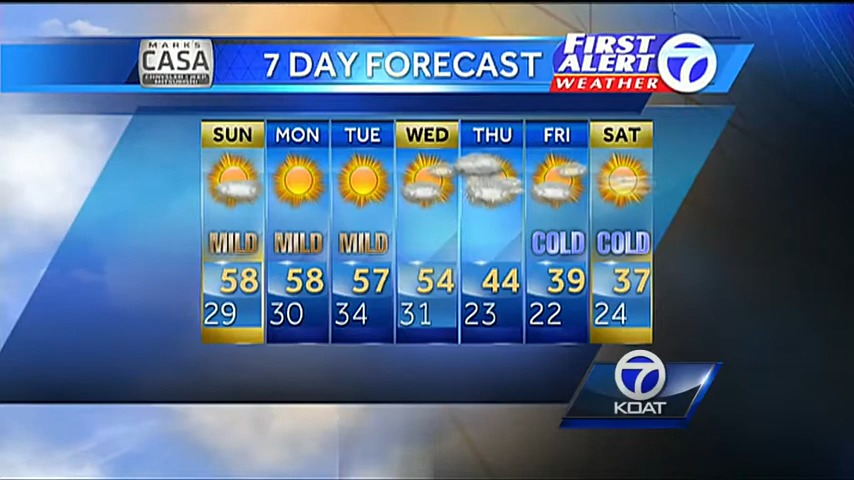 MARK'S
CASA
7 DAY FORECAST
FIRST
ALERT
WEATHER
7
SUN MON TUE WED THU FRI SAT
MILD MILD MILD COLD COLD
58 58 57 54 44 39 37
29 30 34 31 23 22 24
7
KOAT